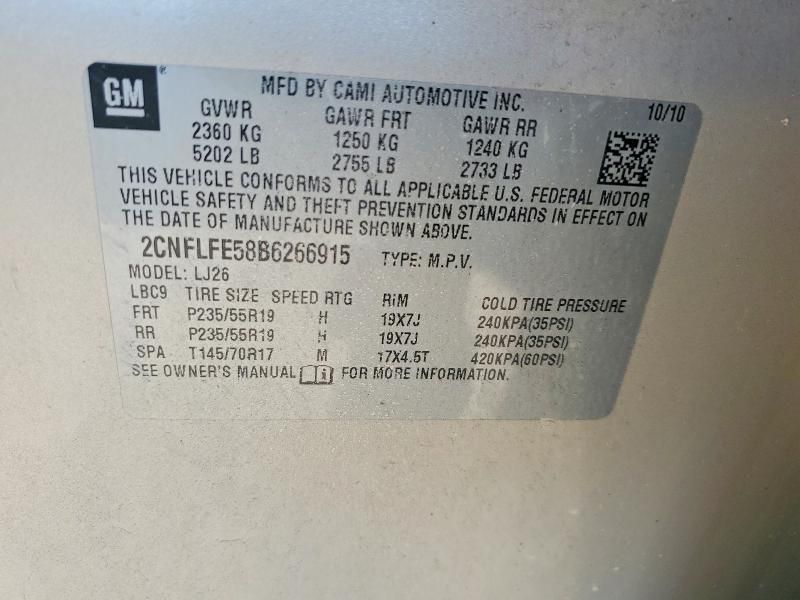 GM ®
MFD BY CAMI AUTOMOTIVE INC.
10/10
GVWR GAWR FRT GAWR RR
2360 KG 1250 KG 1240 KG
5202 LB 2755 LB 2733 LB
THIS VEHICLE CONFORMS TO ALL APPLICABLE U.S. FEDERAL MOTOR
VEHICLE SAFETY AND THEFT PREVENTION STANDARDS IN EFFECT ON
THE DATE OF MANUFACTURE SHOWN ABOVE.
2CNFLFE58B6266915 TYPE: M.P.V.
MODEL: LJ26
LBC9 TIRE SIZE SPEED RTG RIM COLD TIRE PRESSURE
FRT P235/55R19 H 19X7J 240KPA(35PSI)
RR P235/55R19 H 19X7J 240KPA(35PSI)
SPA T145/70R17 M 17X4.5T 420KPA(60PSI)
SEE OWNER'S MANUAL i FOR MORE INFORMATION.